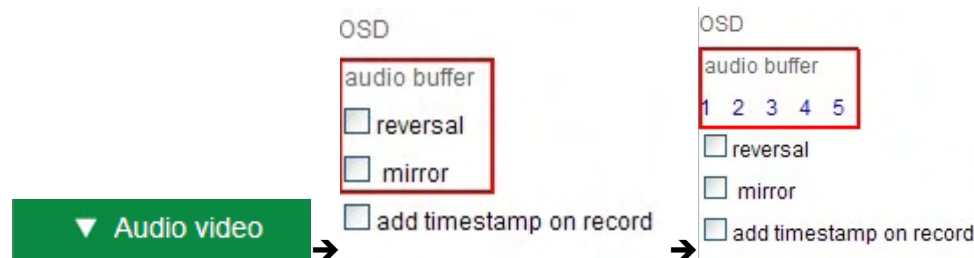 ▼ Audio video
➔
OSD
audio buffer
reversal
mirror
add timestamp on record
➔
OSD
audio buffer
1 2 3 4 5
reversal
mirror
add timestamp on record